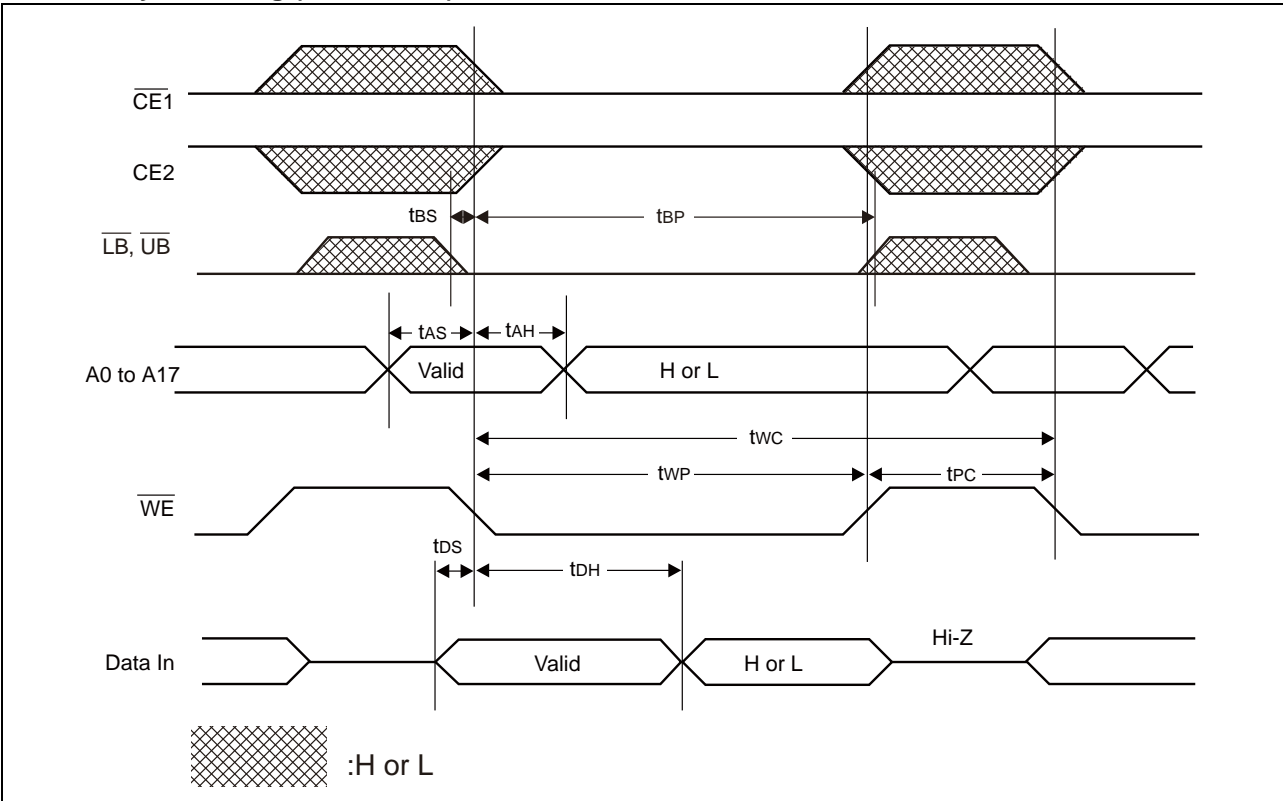 CE1
CE2
tBS
tBP
LB, UB
tAS
tAH
A0 to A17
Valid
H or L
tWC
tWP
tPC
WE
tDS
tDH
Hi-Z
Data In
Valid
H or L
:H or L